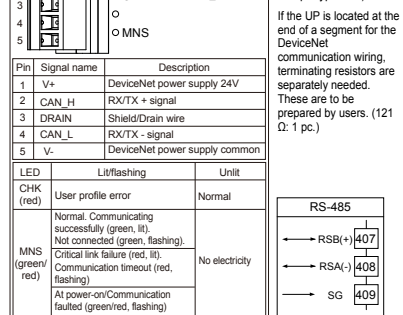 3
4
5
MNS
Pin Signal name Description
1 V+ DeviceNet power supply 24V
2 CAN_H RX/TX + signal
3 DRAIN Shield/Drain wire
4 CAN_L RX/TX - signal
5 V- DeviceNet power supply common
LED Lit/flashing Unlit
CHK
(red)
User profile error
Normal
MNS
(green/
red)
Normal. Communicating
successfully (green, lit).
Not connected (green, flashing).
Critical link failure (red, lit).
Communication timeout (red,
flashing)
At power-on/Communication
faulted (green/red, flashing)
No electricity
If the UP is located at the
end of a segment for the
DeviceNet
communication wiring,
terminating resistors are
separately needed.
These are to be
prepared by users. (121
Ω: 1 pc.)
RS-485
RSB(+) 407
RSA(-) 408
SG 409